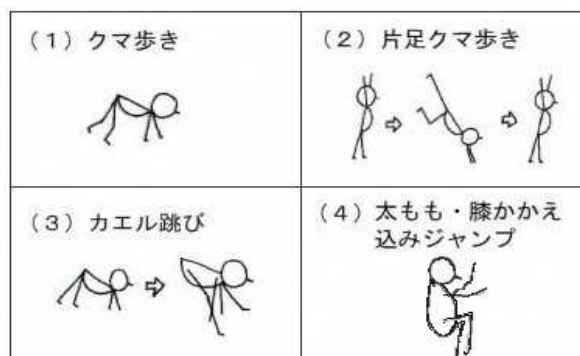 (1) クマ歩き
(2) 片足クマ歩き
(3) カエル跳び
(4) 太もも・膝かかえ
込みジャンプ